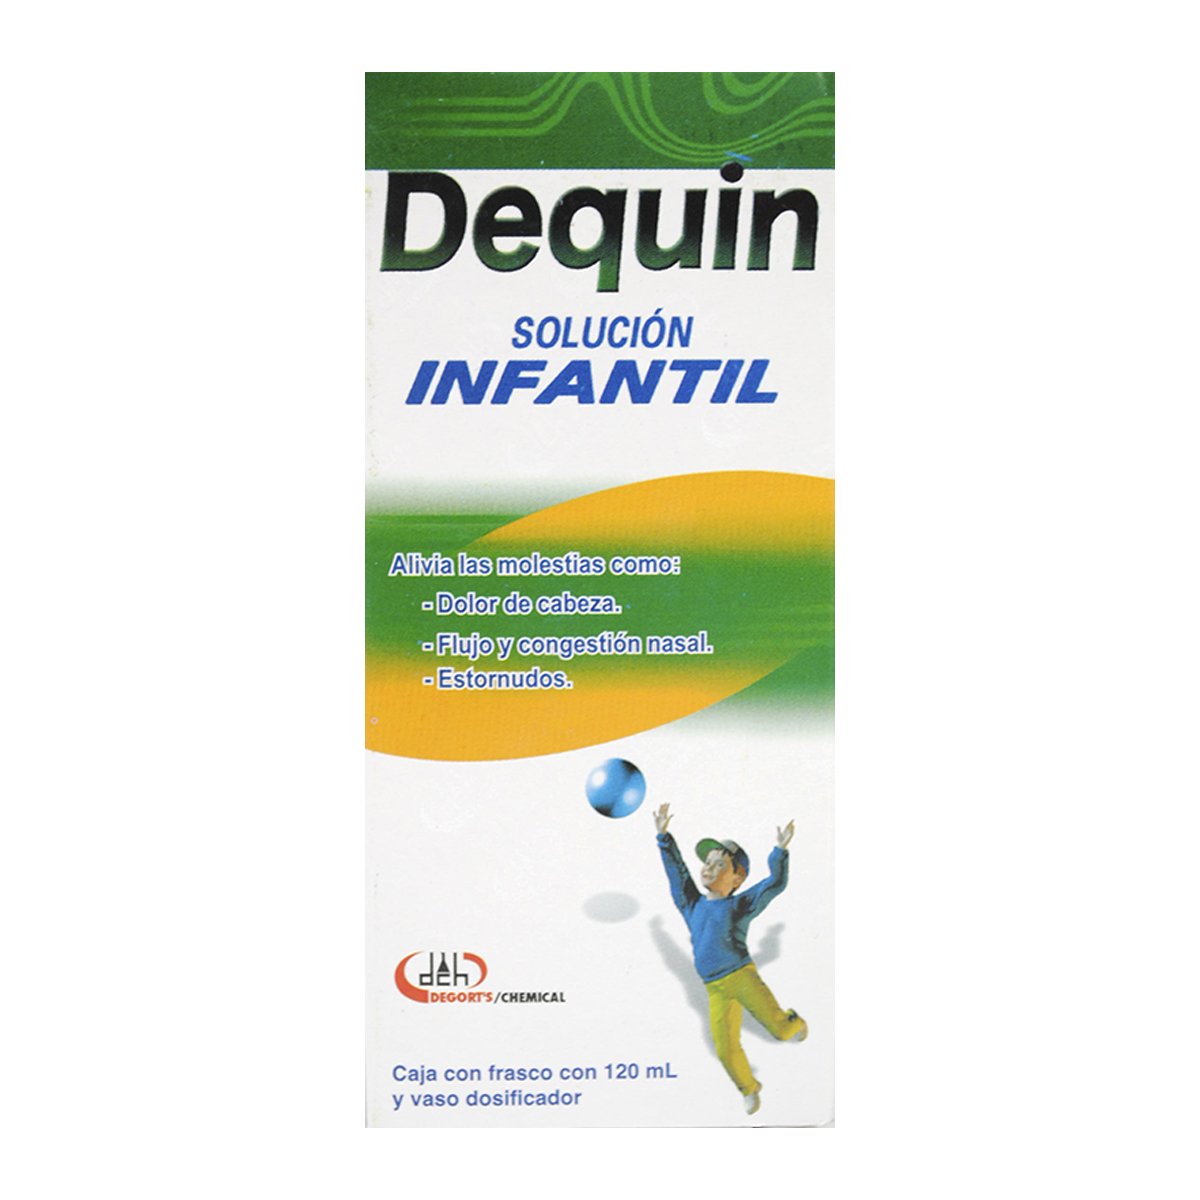 Dequin
SOLUCIÓN
INFANTIL
Alivia las molestias como:
- Dolor de cabeza.
- Flujo y congestión nasal.
- Estornudos.
dch
DEGORT'S/CHEMICAL
Caja con frasco con 120 mL
y vaso dosificador